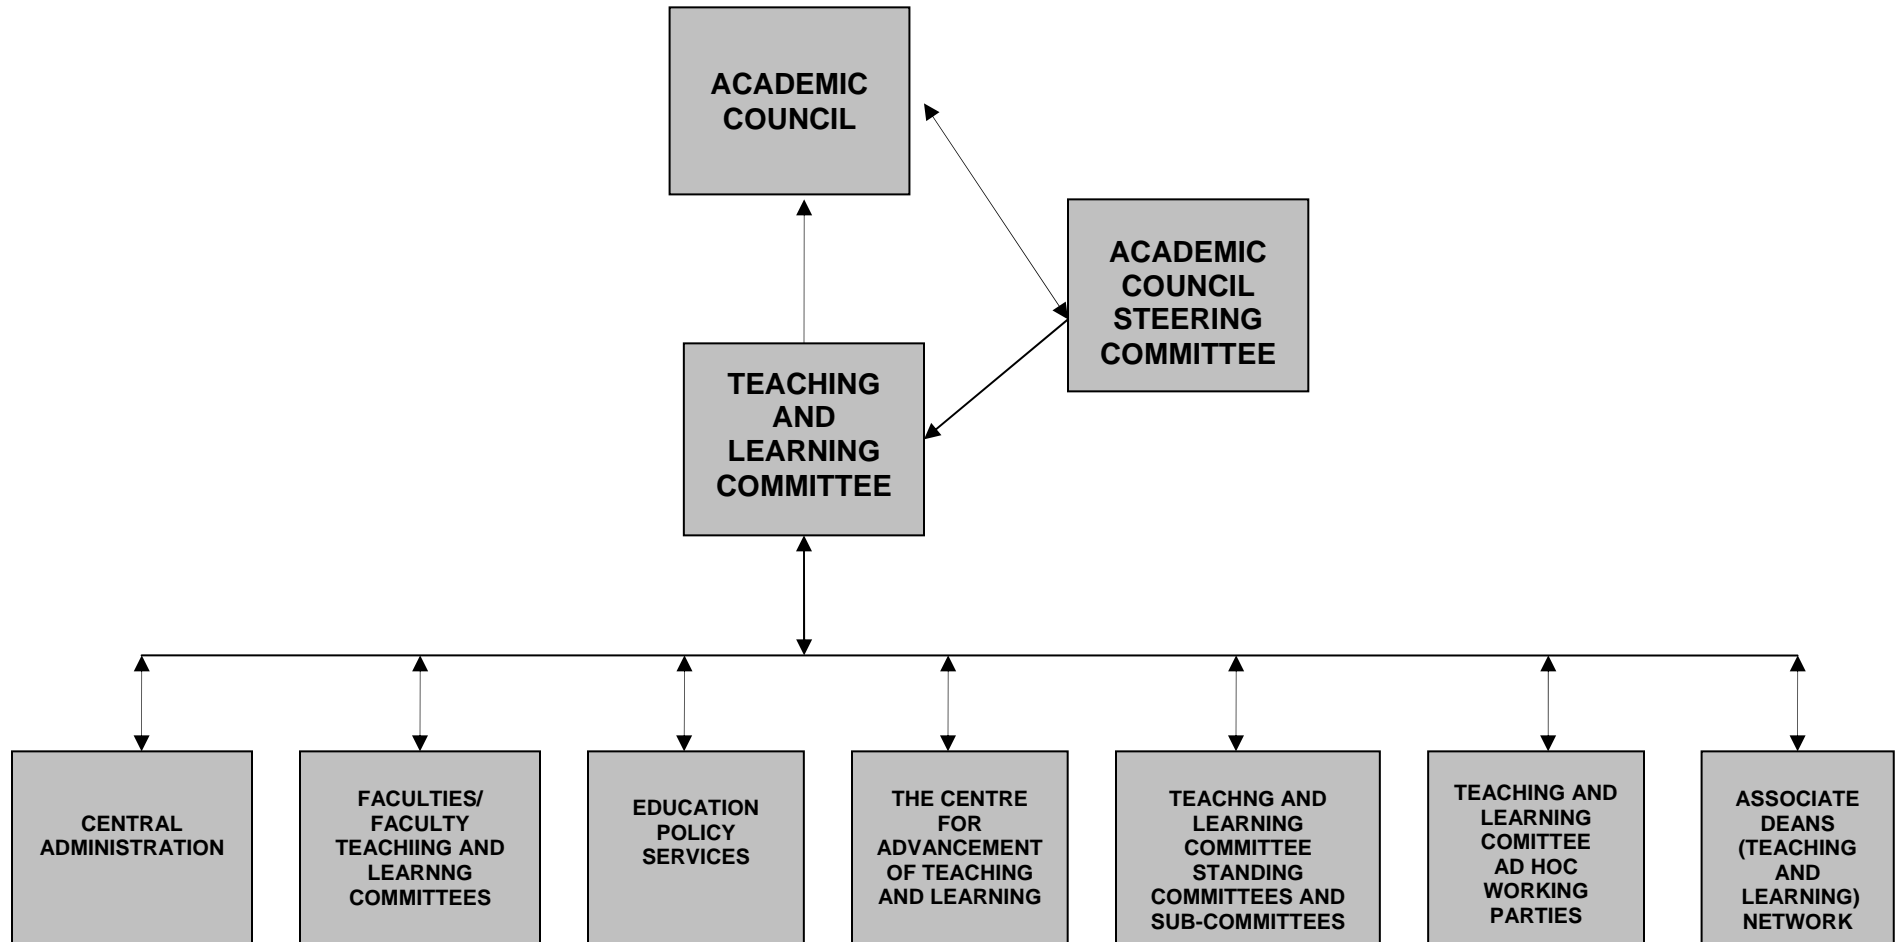 ACADEMIC
COUNCIL
ACADEMIC
COUNCIL
STEERING
COMMITTEE
TEACHING
AND
LEARNING
COMMITTEE
CENTRAL
ADMINISTRATION
FACULTIES/
FACULTY
TEACHIING AND
LEARNNG
COMMITTEES
EDUCATION
POLICY
SERVICES
THE CENTRE
FOR
ADVANCEMENT
OF TEACHING
AND LEARNING
TEACHNG AND
LEARNING
COMMITTEE
STANDING
COMMITTEES AND
SUB-COMMITTEES
TEACHING AND
LEARNING
COMITTEE
AD HOC
WORKING
PARTIES
ASSOCIATE
DEANS
(TEACHING
AND
LEARNING)
NETWORK